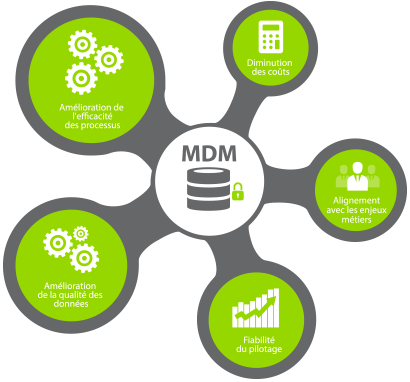 Amélioration de
l'efficacité
des processus
Diminution
des coûts
MDM
Alignement
avec les enjeux
métiers
Amélioration
de la qualité des
données
Fiabilité
du pilotage